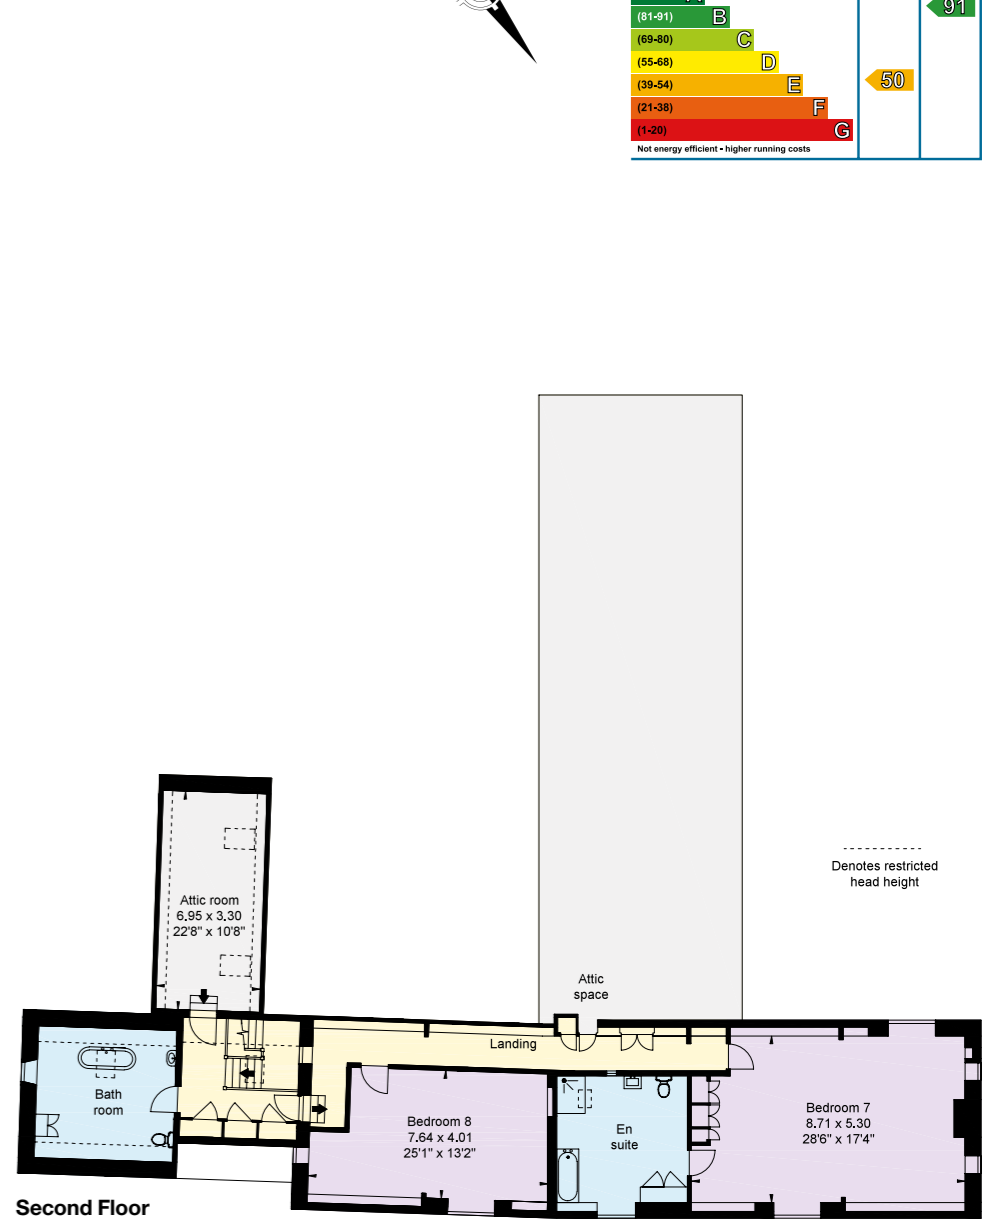 91
(81-91) B
(69-80) C
(55-68) D
(39-54) E
50
(21-38) F
(1-20) G
Not energy efficient - higher running costs
Denotes restricted
head height
Attic room
6.95 x 3.30
22'8" x 10'8"
Attic
space
Landing
Bath
room
Bedroom 8
7.64 x 4.01
25'1" x 13'2"
En
suite
Bedroom 7
8.71 x 5.30
28'6" x 17'4"
Second Floor